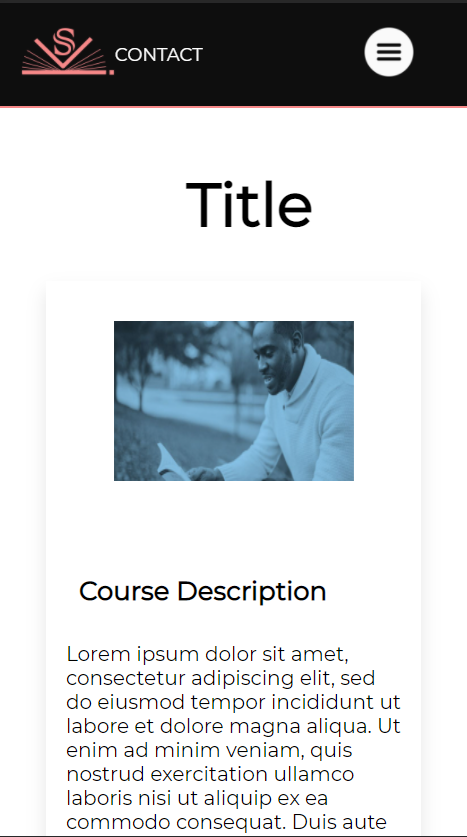 S
CONTACT
Title
Course Description
Lorem ipsum dolor sit amet,
consectetur adipiscing elit, sed
do eiusmod tempor incididunt ut
labore et dolore magna aliqua. Ut
enim ad minim veniam, quis
nostrud exercitation ullamco
laboris nisi ut aliquip ex ea
commodo consequat. Duis aute